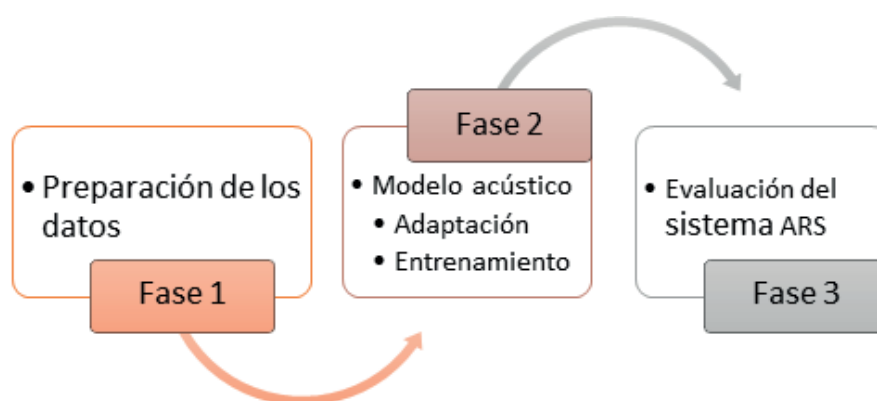 • Preparación de los
datos
Fase 1
Fase 2
• Modelo acústico
• Adaptación
• Entrenamiento
• Evaluación del
sistema ARS
Fase 3